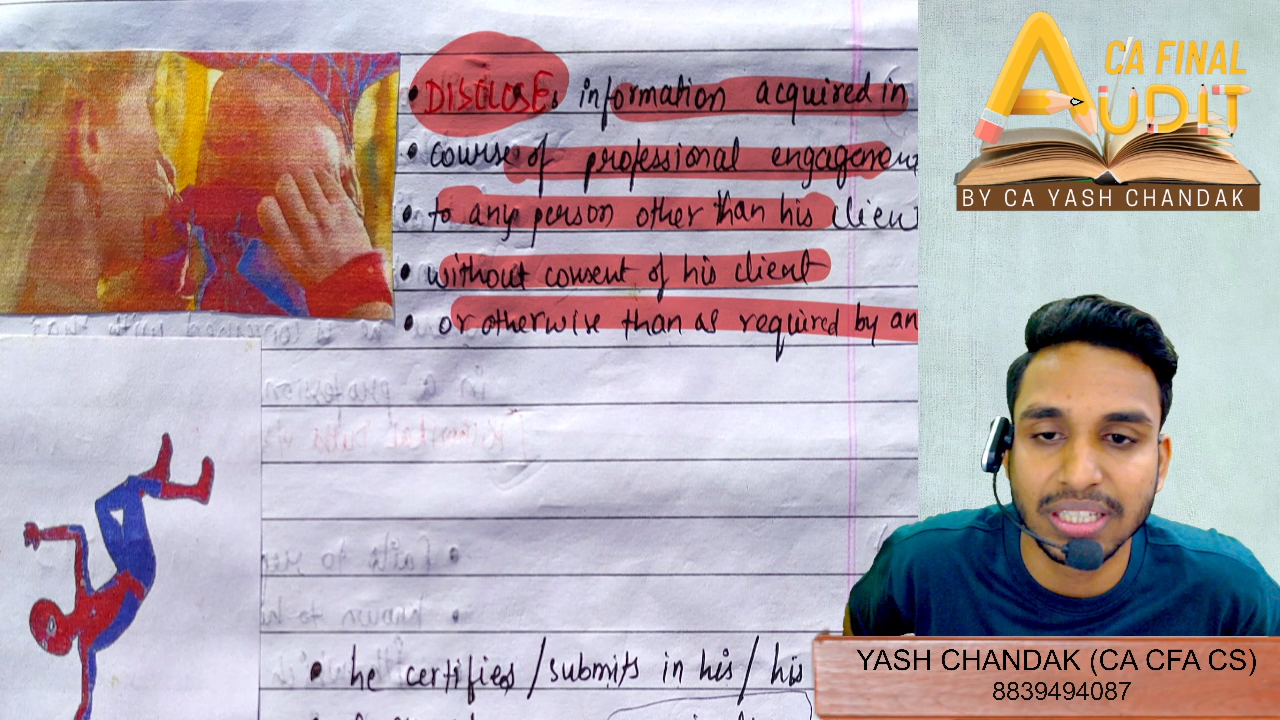 • DISCLOSES information acquired in
• course of professional engagement
• to any person other than his client
• without consent of his client
• or otherwise than as required by an
• he certifies / submits in his / his
CA FINAL
AUDIT
BY CA YASH CHANDAK
YASH CHANDAK (CA CFA CS)
8839494087